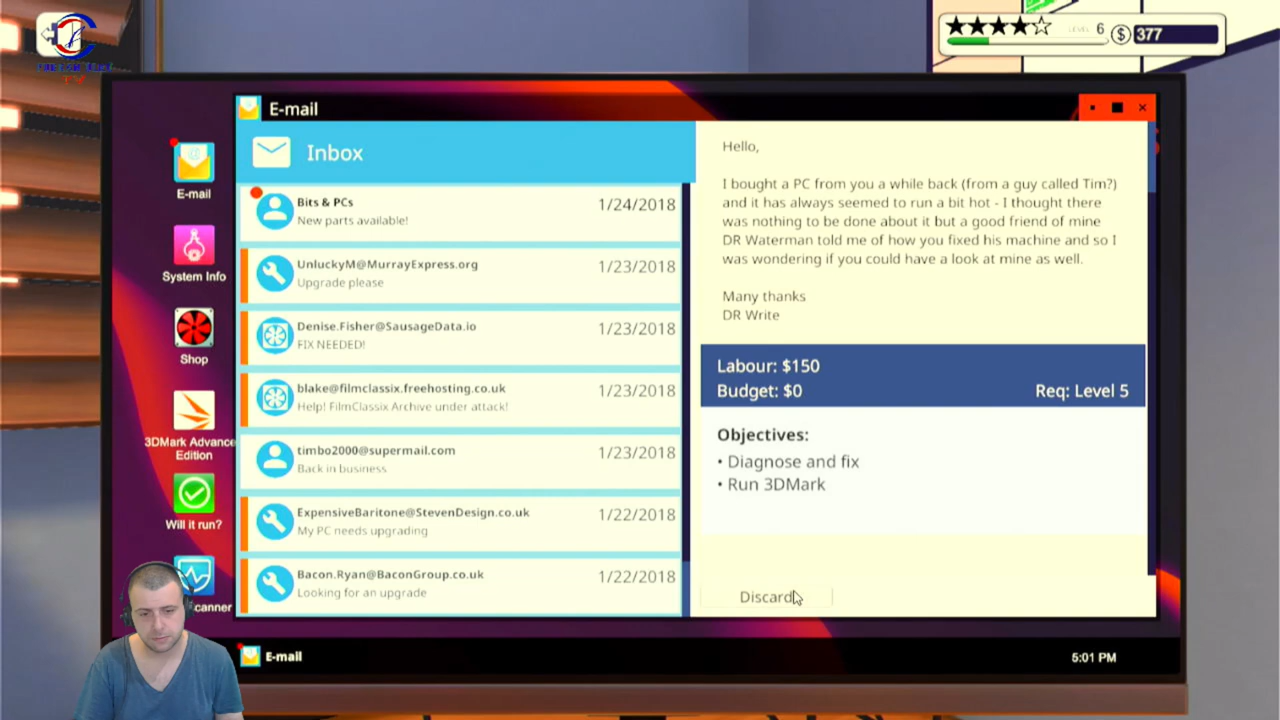 LEVEL 6 $ 377
E-mail
Inbox
Bits & PCs 1/24/2018
New parts available!
UnluckyM@MurrayExpress.org 1/23/2018
Upgrade please
Denise.Fisher@SausageData.io 1/23/2018
FIX NEEDED!
blake@filmclassix.freehosting.co.uk 1/23/2018
Help! FilmClassix Archive under attack!
timbo2000@supermail.com 1/23/2018
Back in business
ExpensiveBaritone@StevenDesign.co.uk 1/22/2018
My PC needs upgrading
Bacon.Ryan@BaconGroup.co.uk 1/22/2018
Looking for an upgrade
Hello,
I bought a PC from you a while back (from a guy called Tim?)
and it has always seemed to run a bit hot - I thought there
was nothing to be done about it but a good friend of mine
DR Waterman told me of how you fixed his machine and so I
was wondering if you could have a look at mine as well.
Many thanks
DR Write
Labour: $150
Budget: $0 Req: Level 5
Objectives:
• Diagnose and fix
• Run 3DMark
Discard
E-mail
System Info
Shop
3DMark Advance
Edition
Will it run?
canner
E-mail
5:01 PM